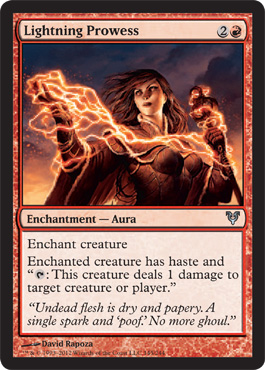 Lightning Prowess 2
Enchantment — Aura
Enchant creature
Enchanted creature has haste and
“: This creature deals 1 damage to
target creature or player.”
“Undead flesh is dry and papery. A
single spark and ‘poof.’ No more ghoul.”
David Rapoza